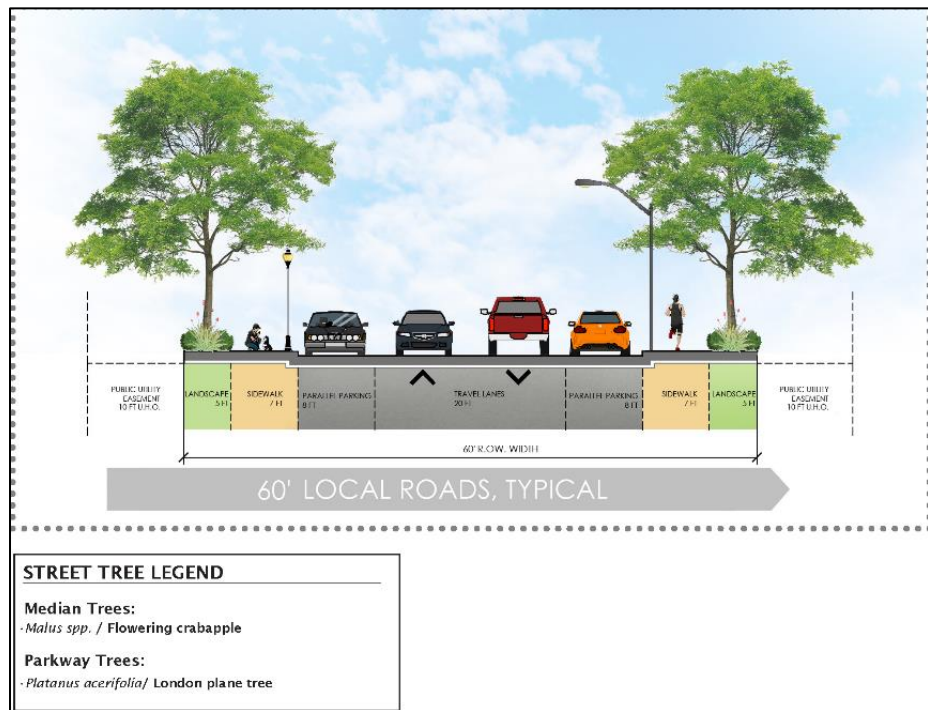 PUBLIC UTILITY
EASEMENT
10 FT U.H.O.
LANDSCAPE
5 FT
SIDEWALK
7 FT
PARALLEL PARKING
8 FT
TRAVEL LANES
20 FT
PARALLEL PARKING
8 FT
SIDEWALK
7 FT
LANDSCAPE
5 FT
PUBLIC UTILITY
EASEMENT
10 FT U.H.O.
60' R.O.W. WIDTH
60' LOCAL ROADS, TYPICAL
STREET TREE LEGEND
Median Trees:
·Malus spp. / Flowering crabapple
Parkway Trees:
·Platanus acerifolia/ London plane tree